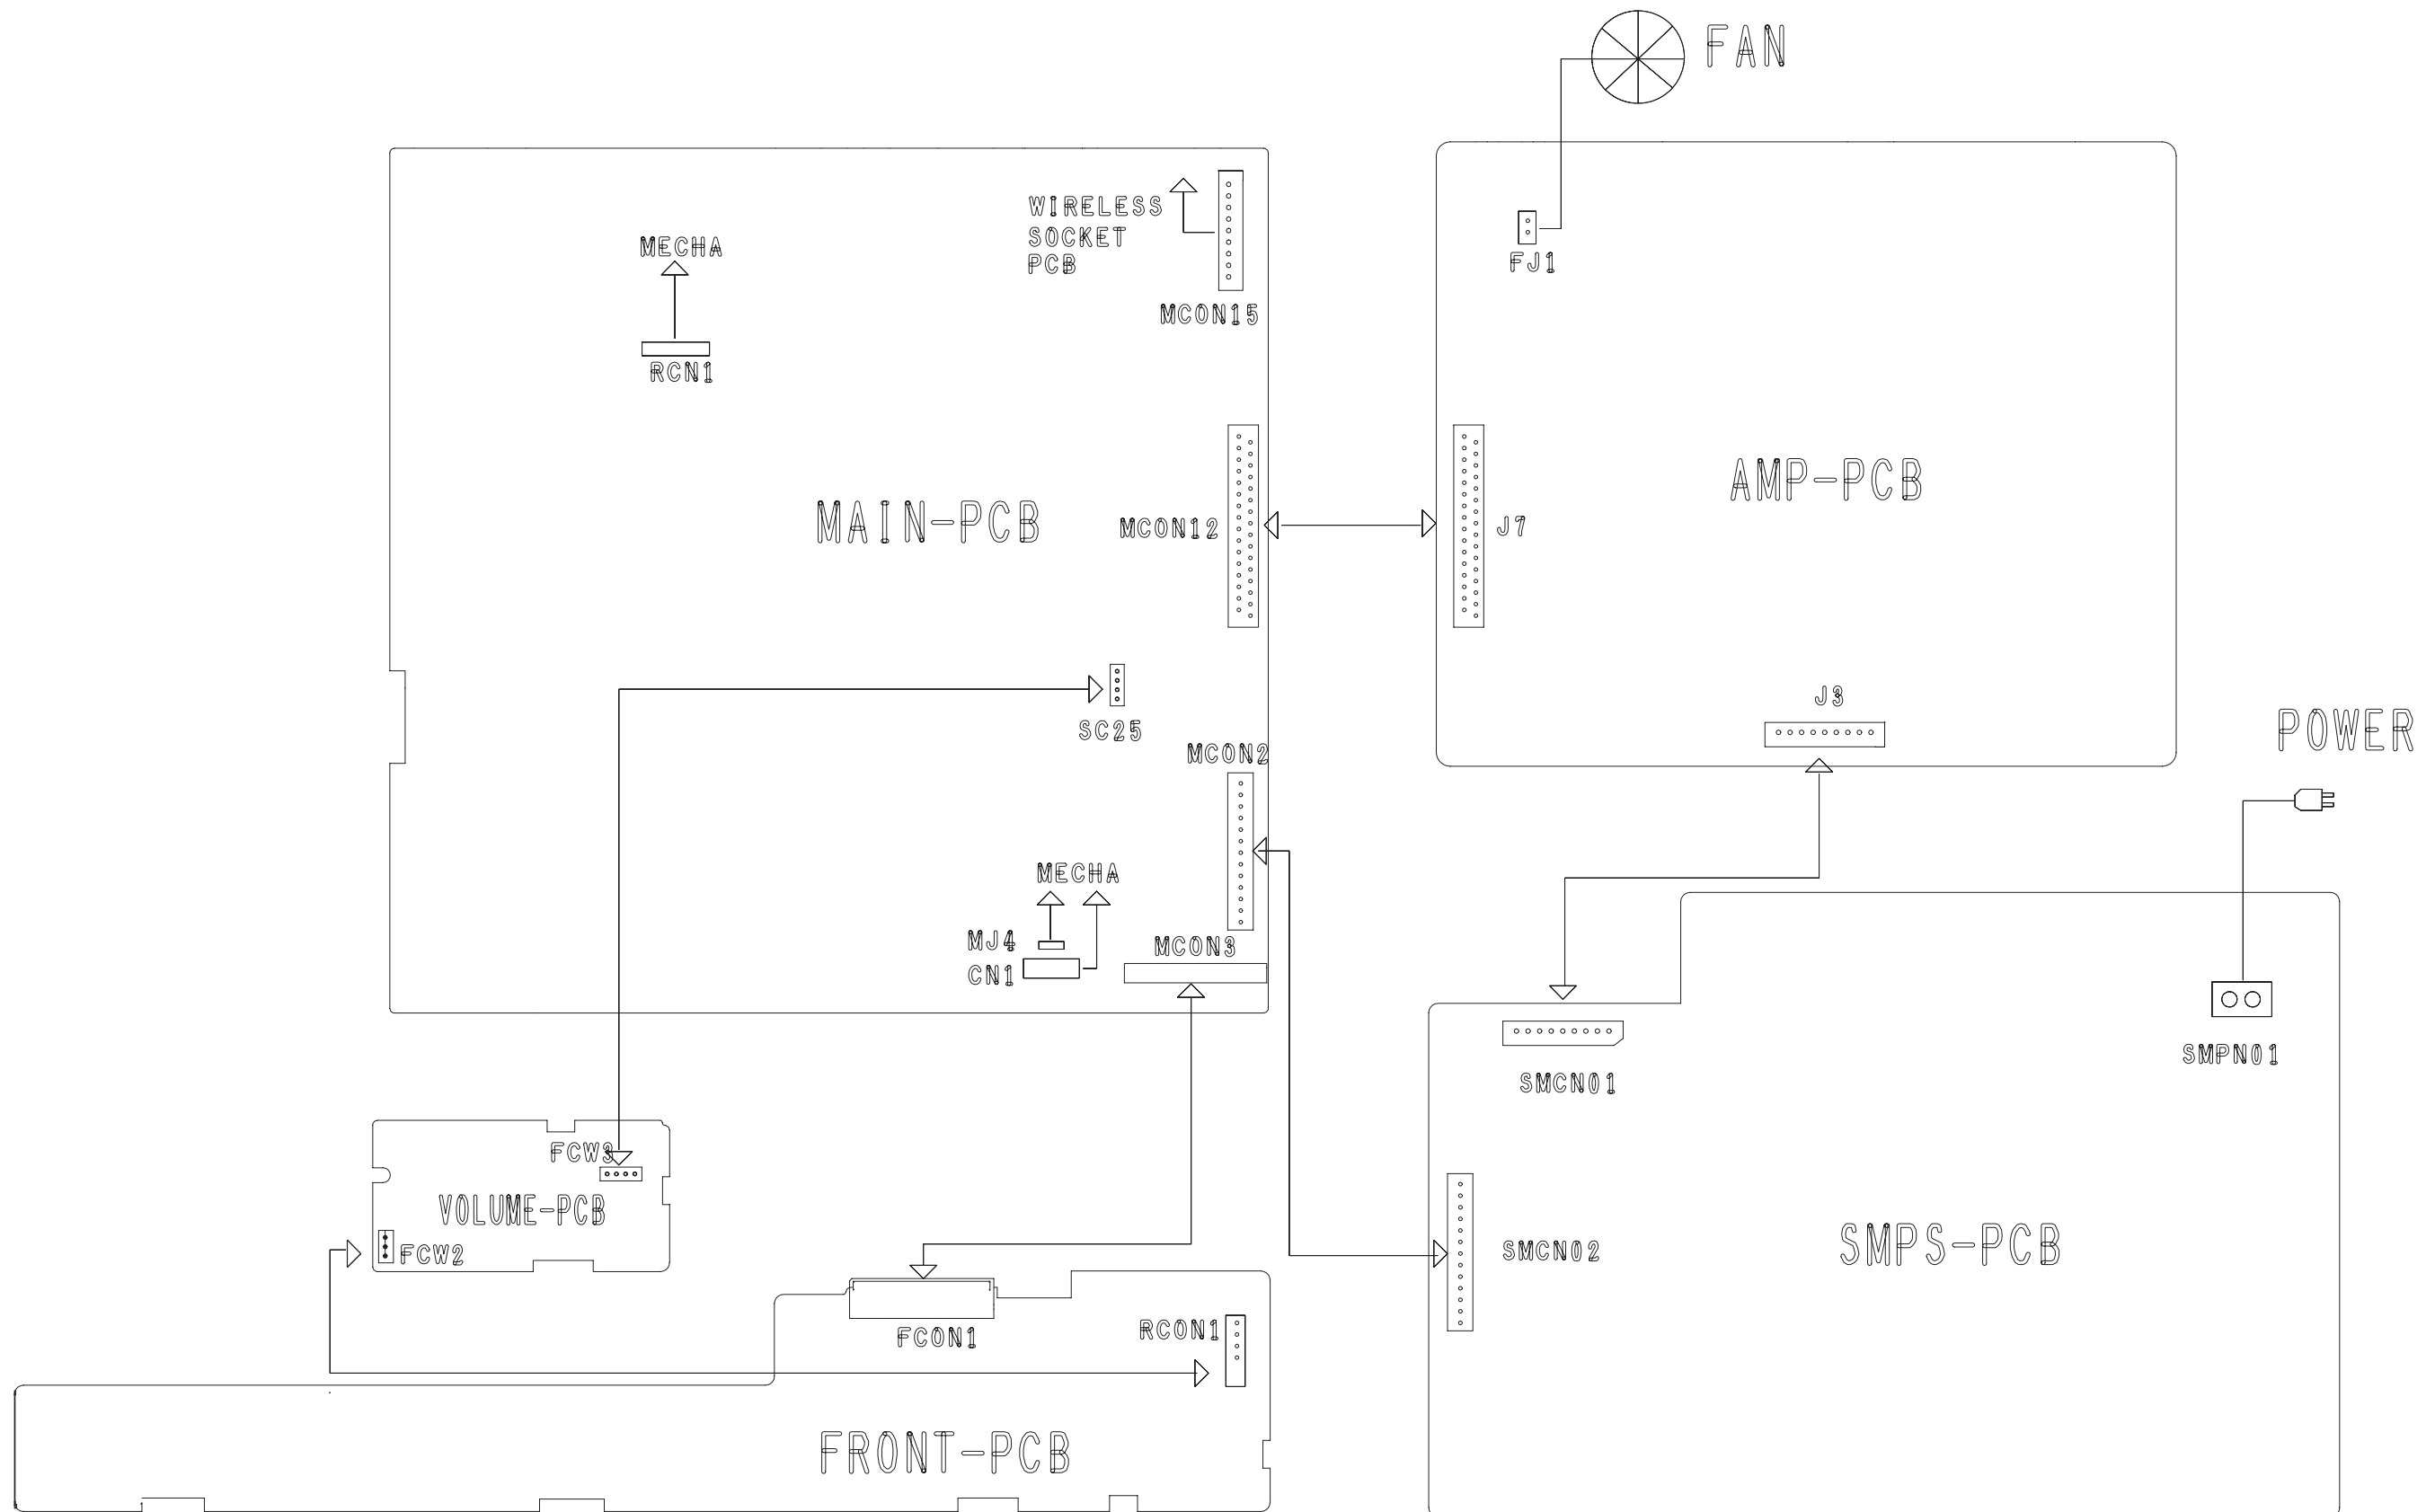 FAN
WIRELESS
SOCKET
PCB
MECHA
MCON15
RCN1
FJ1
MAIN-PCB
MCON12
J7
AMP-PCB
SC25
MCON2
J3
POWER
MECHA
MJ4
CN1
MCON3
SMCN01
SMPN01
FCW3
VOLUME-PCB
FCW2
SMCN02
SMPS-PCB
FCON1
RCON1
FRONT-PCB